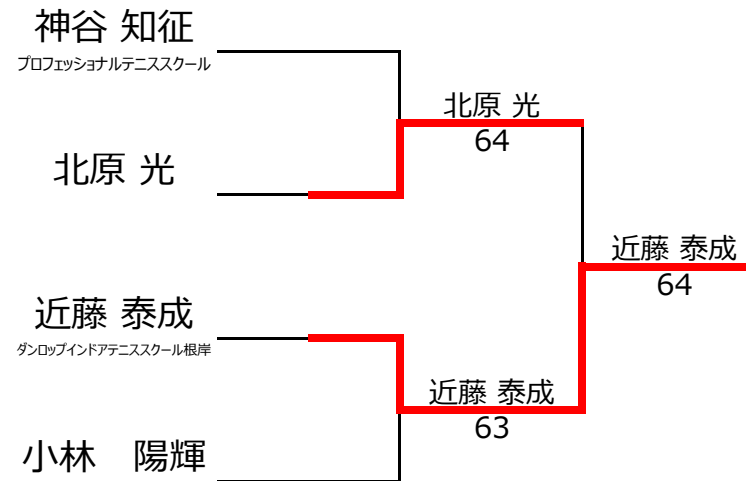 神谷 知征
プロフェッショナルテニススクール
北原 光
64
北原 光
近藤 泰成
64
近藤 泰成
ダンロップインドアテニススクール根岸
近藤 泰成
63
小林　陽輝